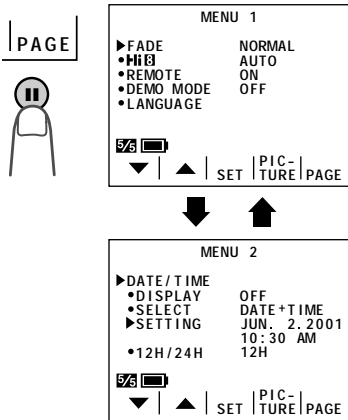 PAGE
MENU 1
▶FADE NORMAL
•Hi8 AUTO
•REMOTE ON
•DEMO MODE OFF
•LANGUAGE
5/5
SET PIC-TURE PAGE
MENU 2
▶DATE/TIME
•DISPLAY OFF
•SELECT DATE+TIME
▶SETTING JUN. 2.2001
10:30 AM
•12H/24H 12H
5/5
SET PIC-TURE PAGE